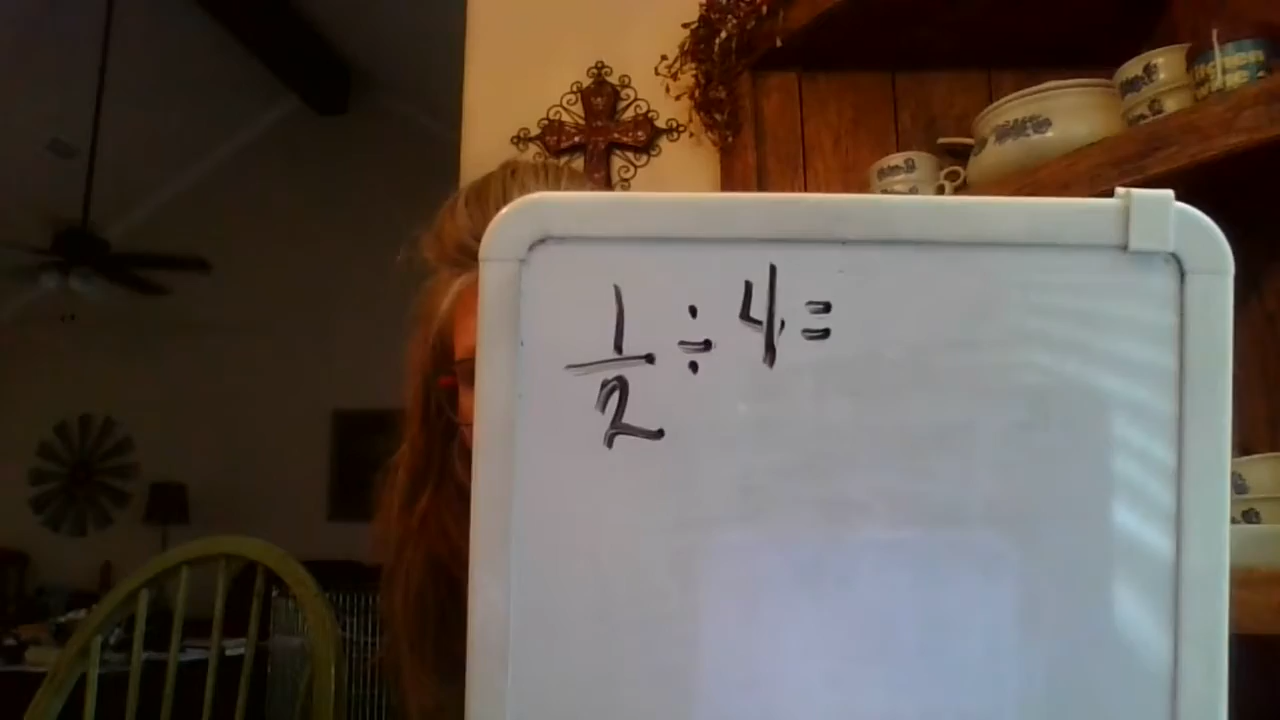 1/2 ÷ 4 =